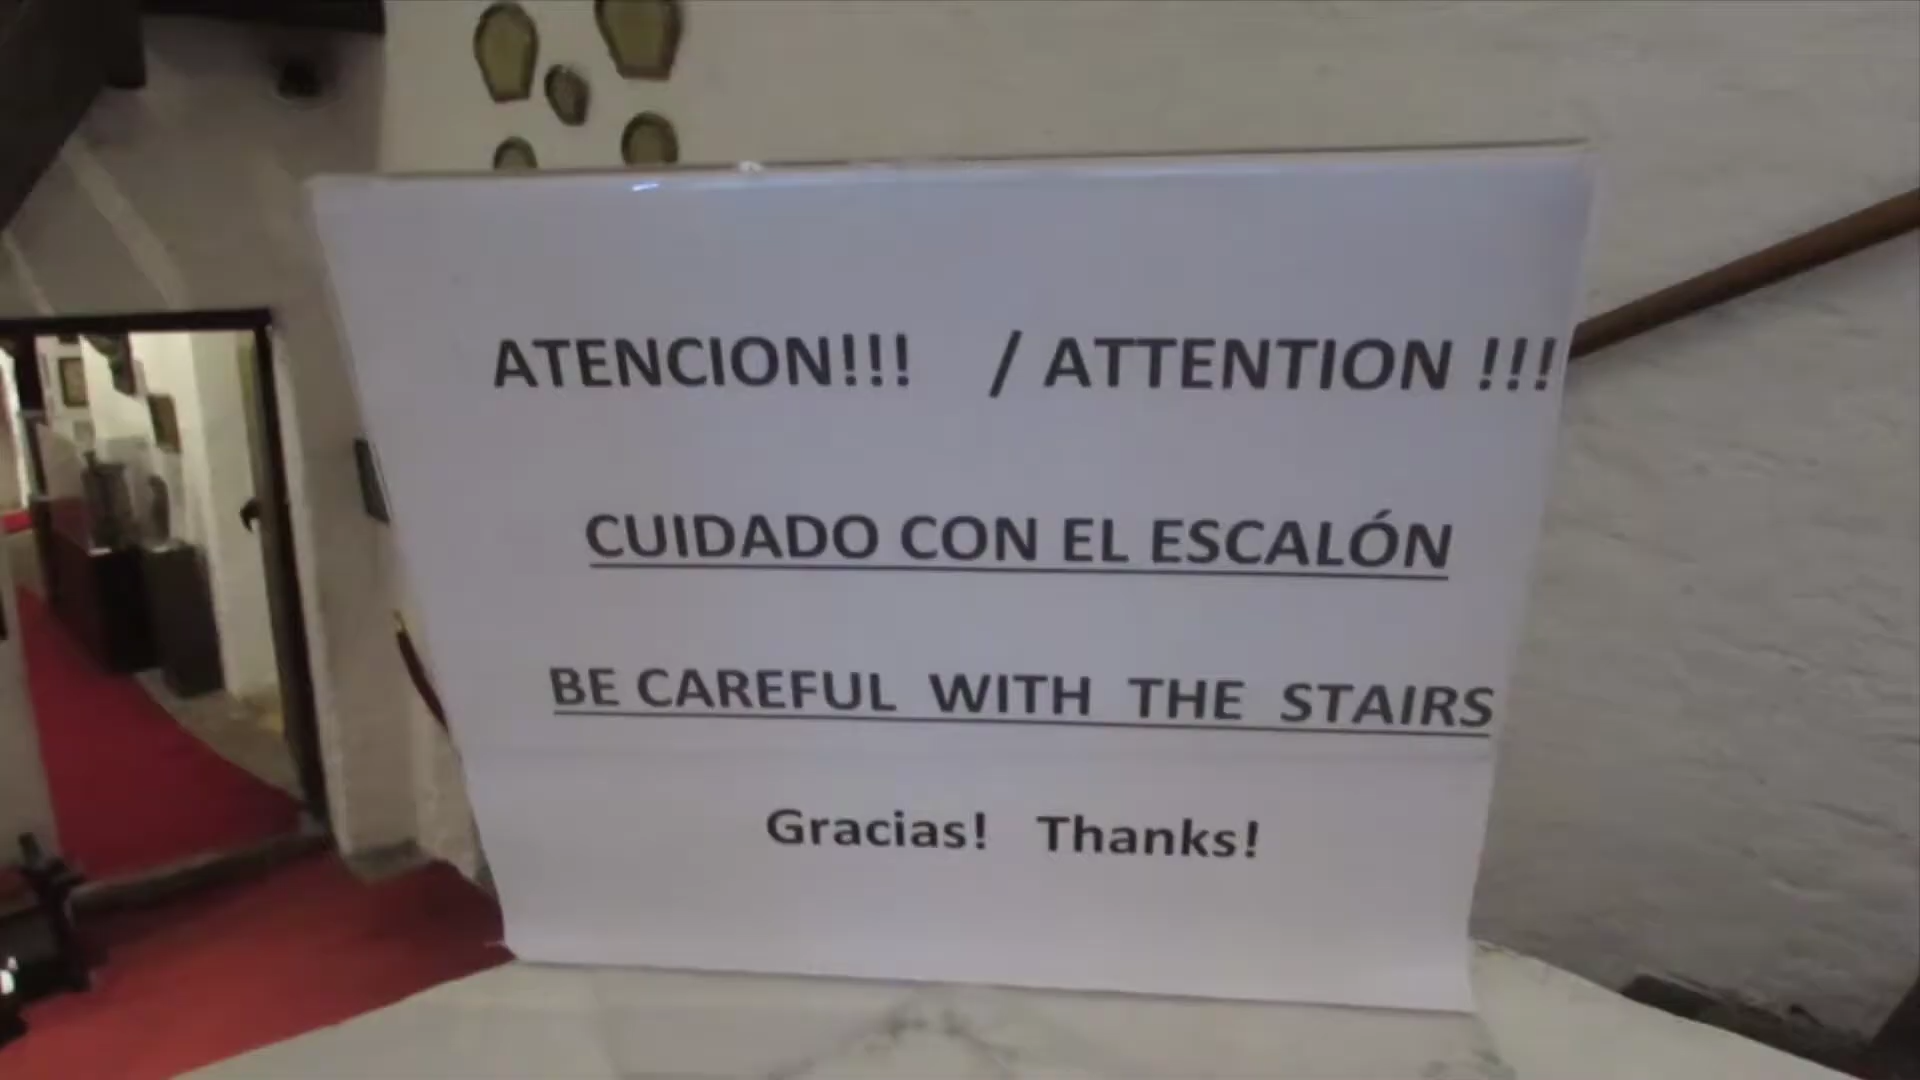 ATENCION!!! / ATTENTION !!!
CUIDADO CON EL ESCALÓN
BE CAREFUL WITH THE STAIRS
Gracias! Thanks!